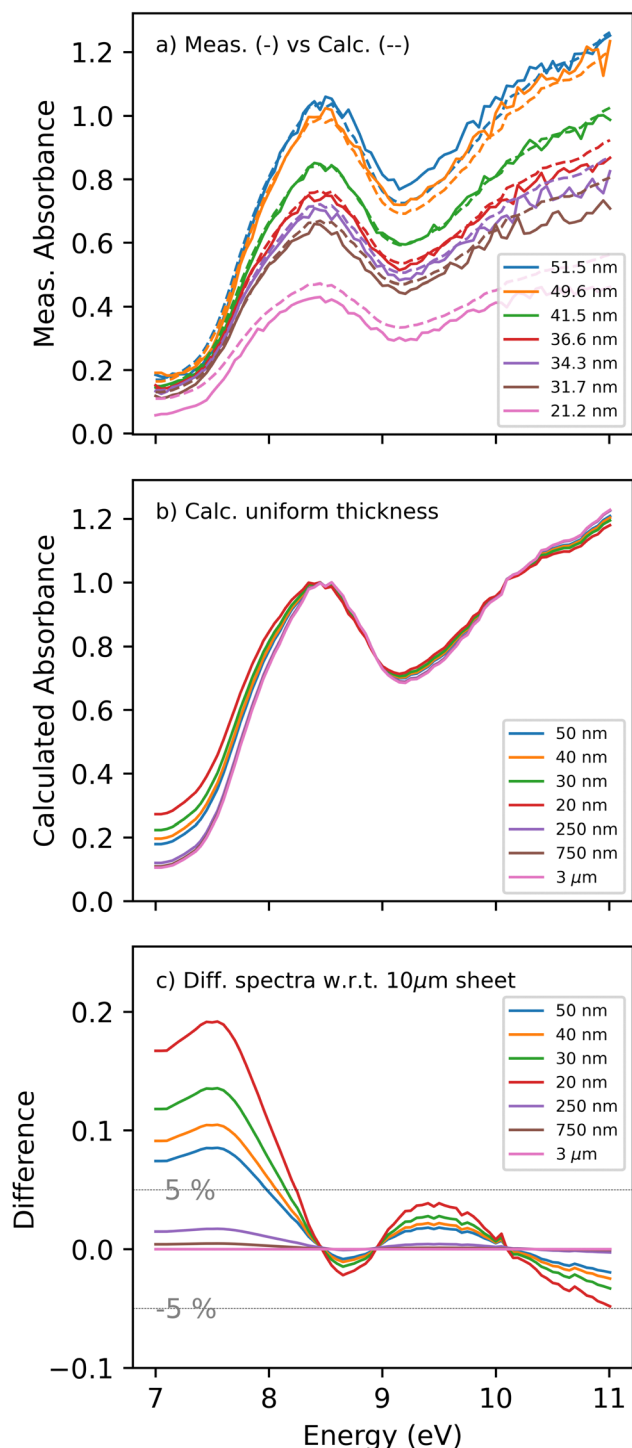 a) Meas. (-) vs Calc. (--)
Meas. Absorbance
1.2
1.0
0.8
0.6
0.4
0.2
0.0
51.5 nm
49.6 nm
41.5 nm
36.6 nm
34.3 nm
31.7 nm
21.2 nm
b) Calc. uniform thickness
Calculated Absorbance
1.2
1.0
0.8
0.6
0.4
0.2
0.0
50 nm
40 nm
30 nm
20 nm
250 nm
750 nm
3 μm
c) Diff. spectra w.r.t. 10μm sheet
Difference
0.2
0.1
0.0
−0.1
50 nm
40 nm
30 nm
20 nm
250 nm
750 nm
3 μm
5 %
-5 %
7 8 9 10 11
Energy (eV)